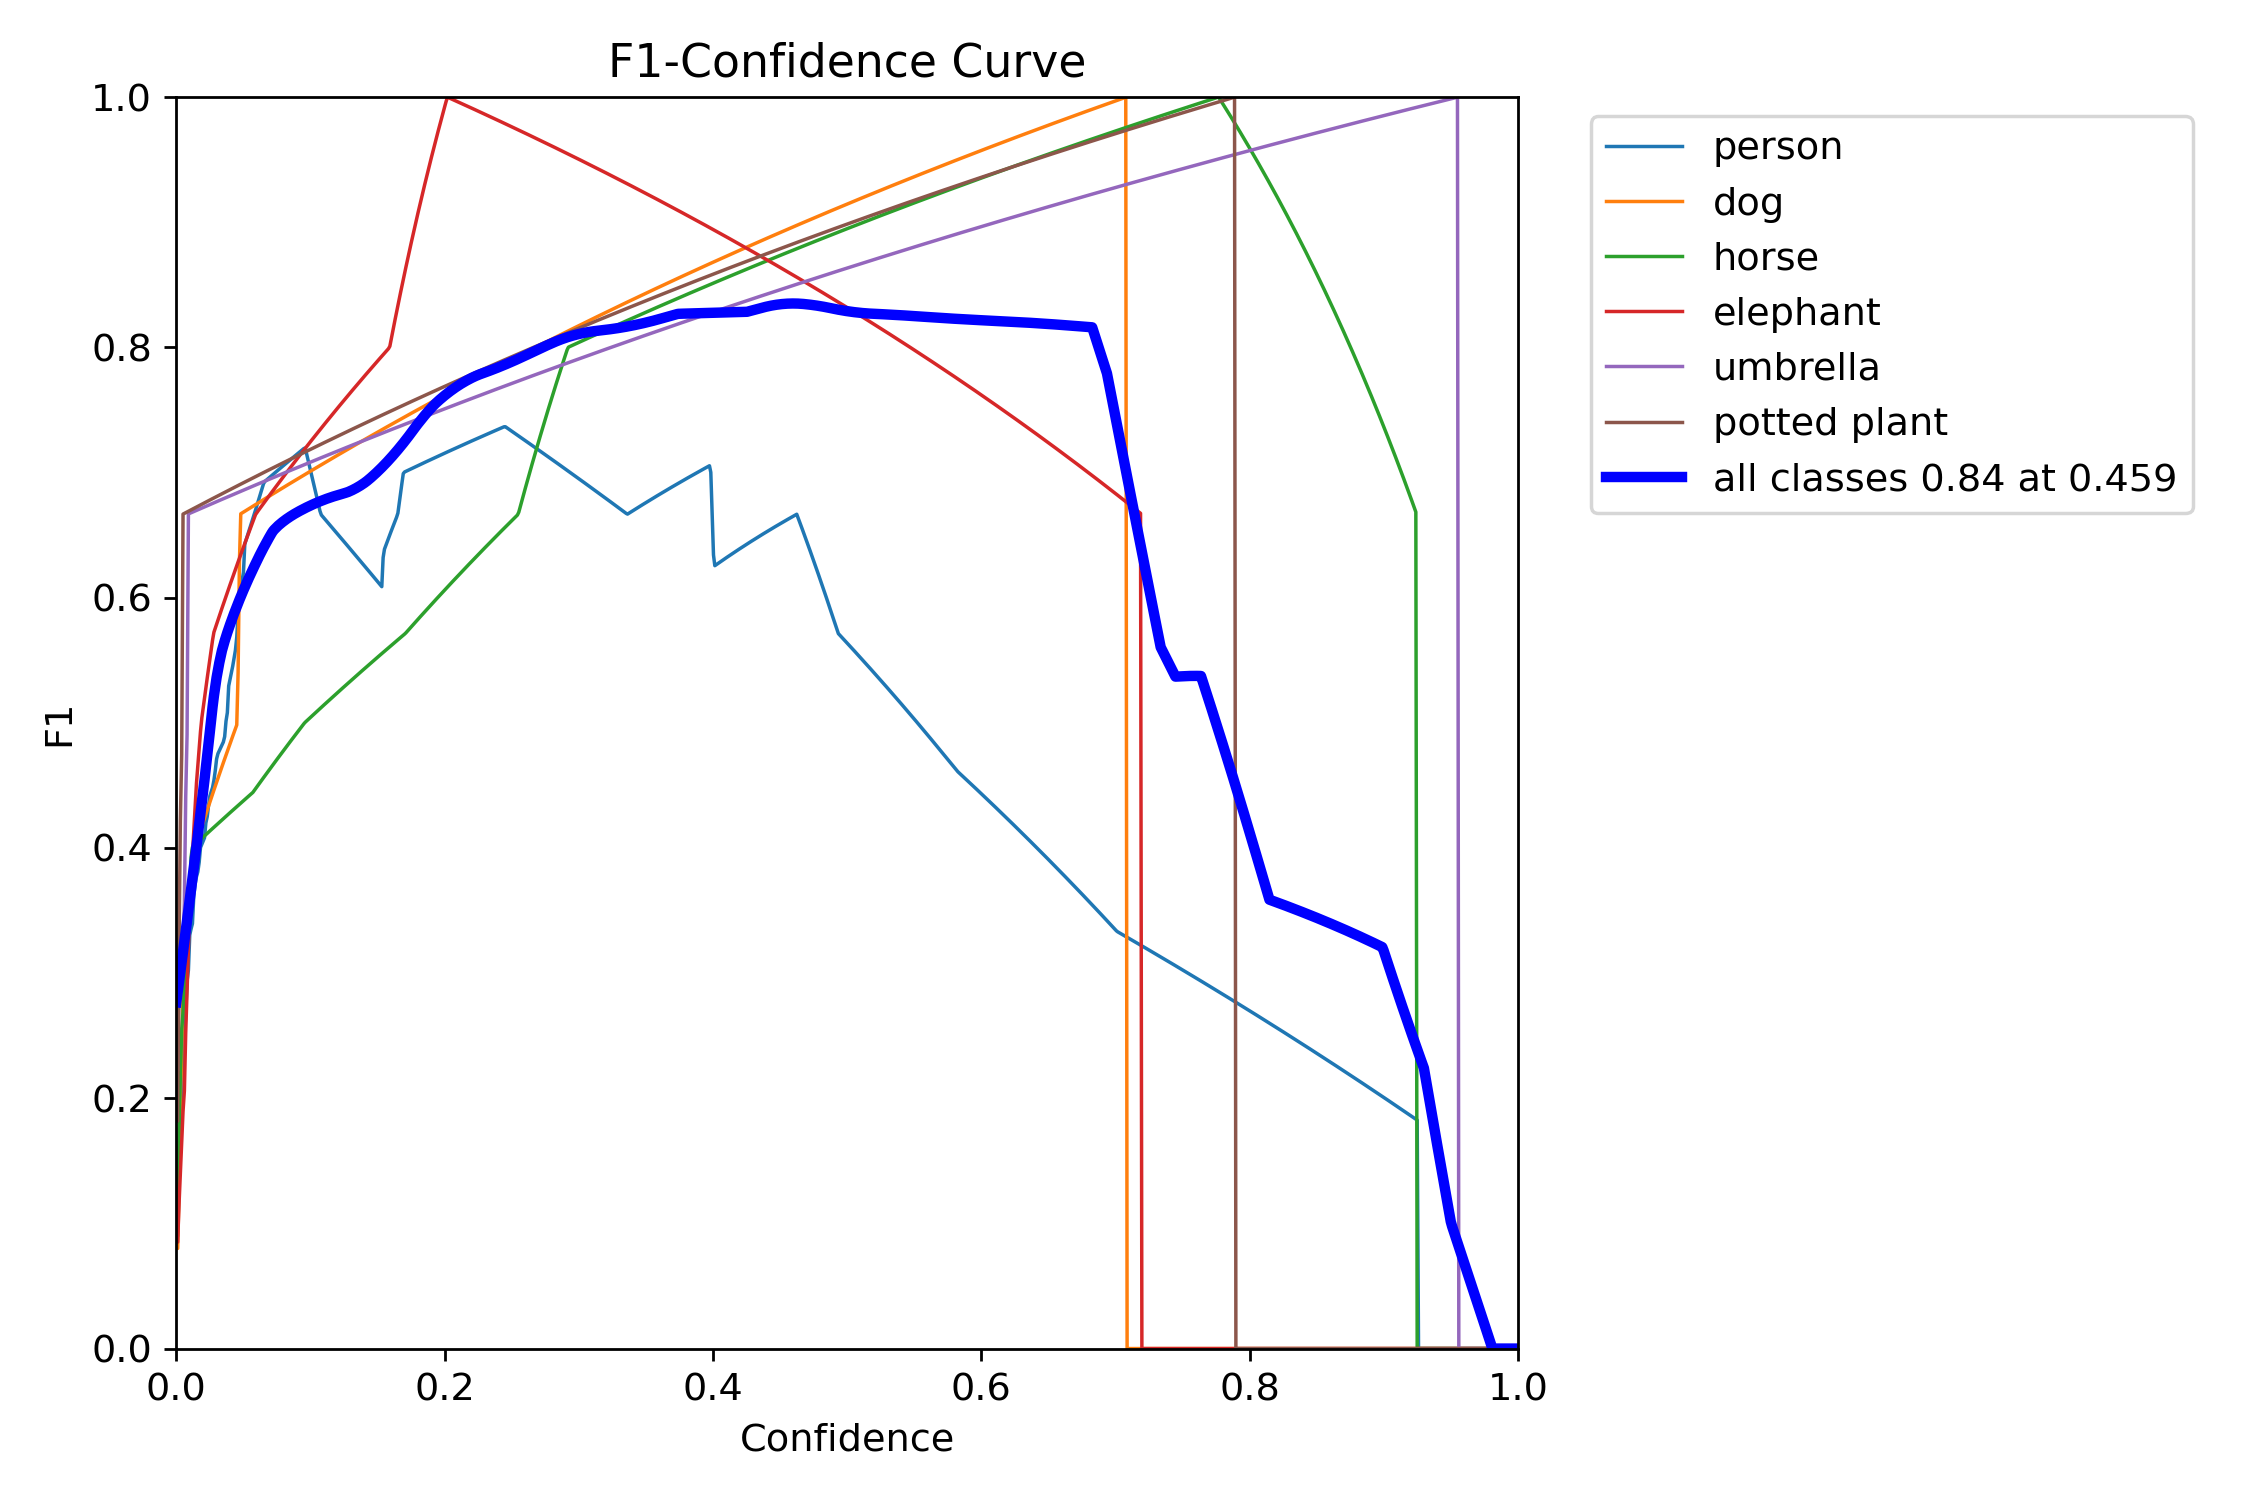 F1-Confidence Curve
1.0
0.8
0.6
0.4
0.2
0.0
F1
0.0 0.2 0.4 0.6 0.8 1.0
Confidence
person
dog
horse
elephant
umbrella
potted plant
all classes 0.84 at 0.459